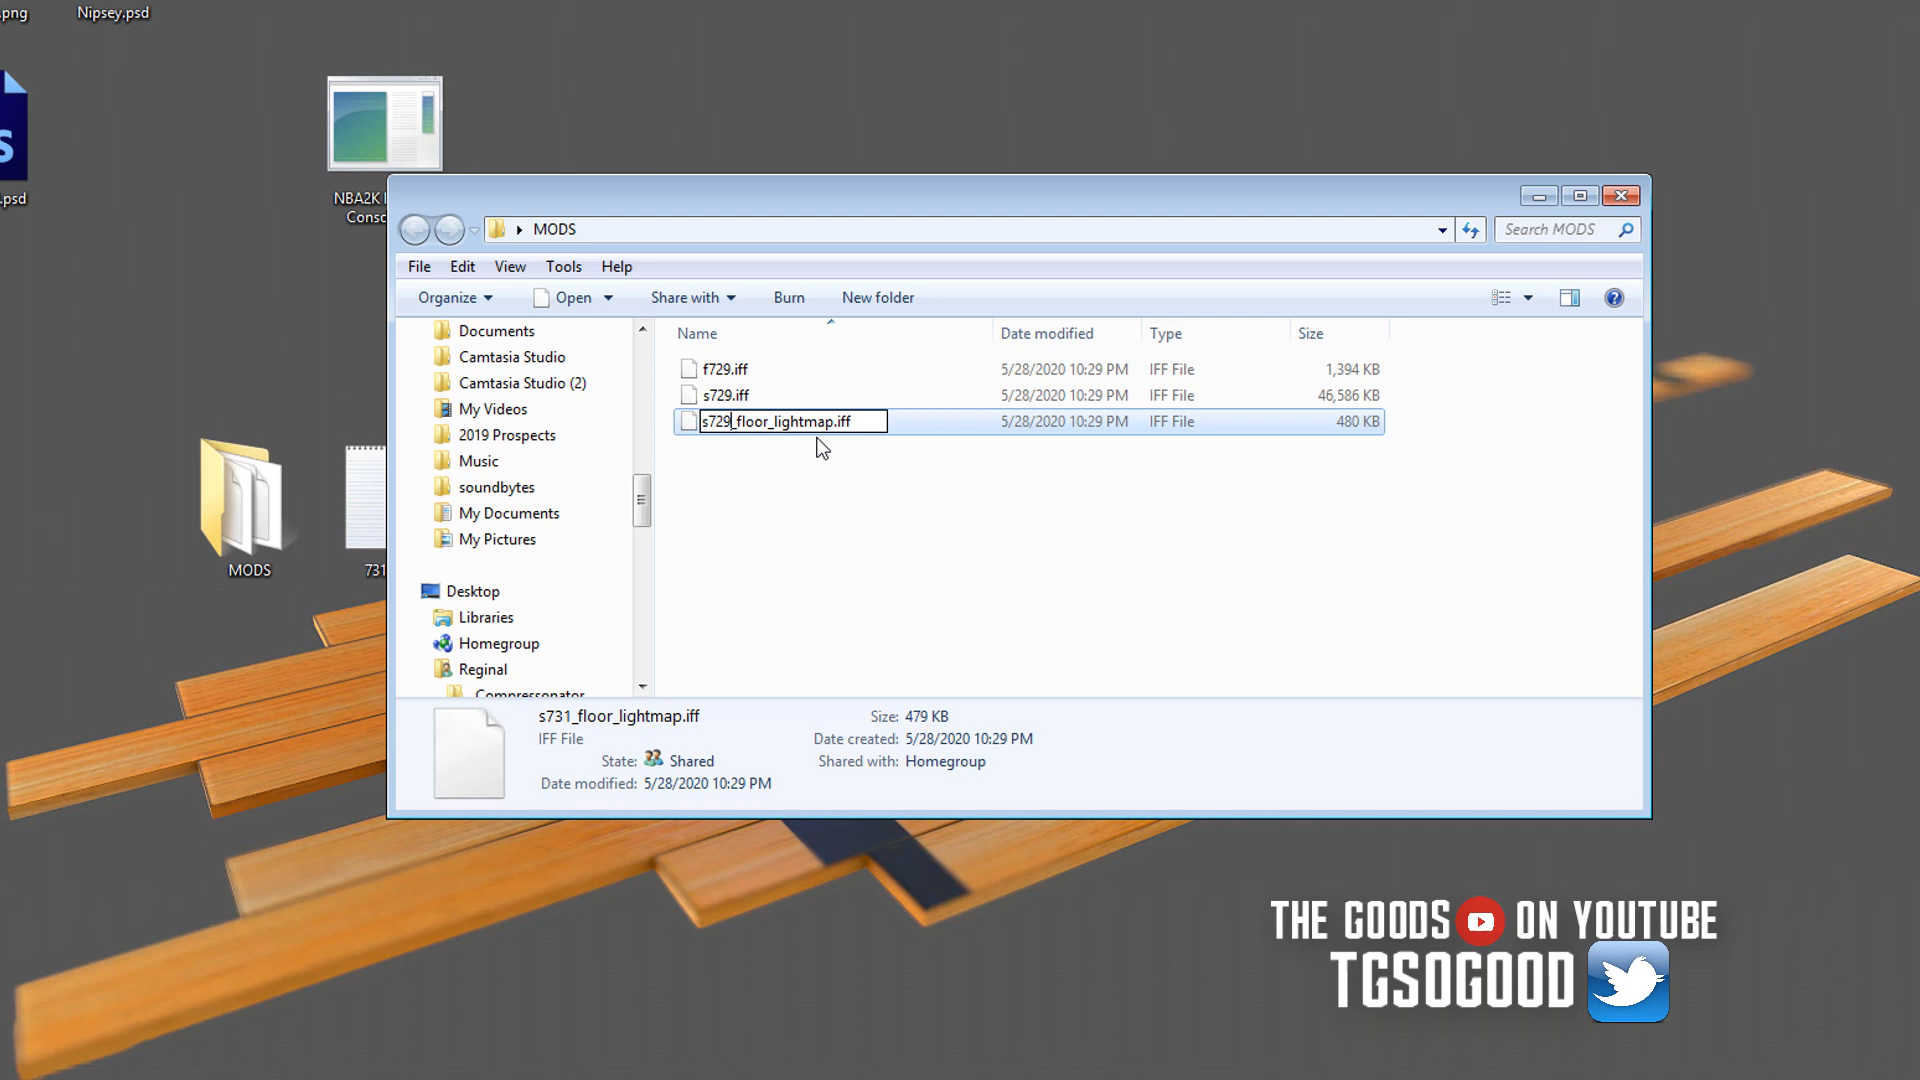 .png
Nipsey.psd
S
.psd
NBA2K
Consc
MODS
731
MODS
Search MODS
File Edit View Tools Help
Organize Open Share with Burn New folder
Name Date modified Type Size
Documents
Camtasia Studio
Camtasia Studio (2)
My Videos
2019 Prospects
Music
soundbytes
My Documents
My Pictures
Desktop
Libraries
Homegroup
Reginal
Compressonator
f729.iff 5/28/2020 10:29 PM IFF File 1,394 KB
s729.iff 5/28/2020 10:29 PM IFF File 46,586 KB
s729_floor_lightmap.iff 5/28/2020 10:29 PM IFF File 480 KB
s731_floor_lightmap.iff Size: 479 KB
IFF File Date created: 5/28/2020 10:29 PM
State: Shared Shared with: Homegroup
Date modified: 5/28/2020 10:29 PM
THE GOODS ON YOUTUBE
TGSOGOOD